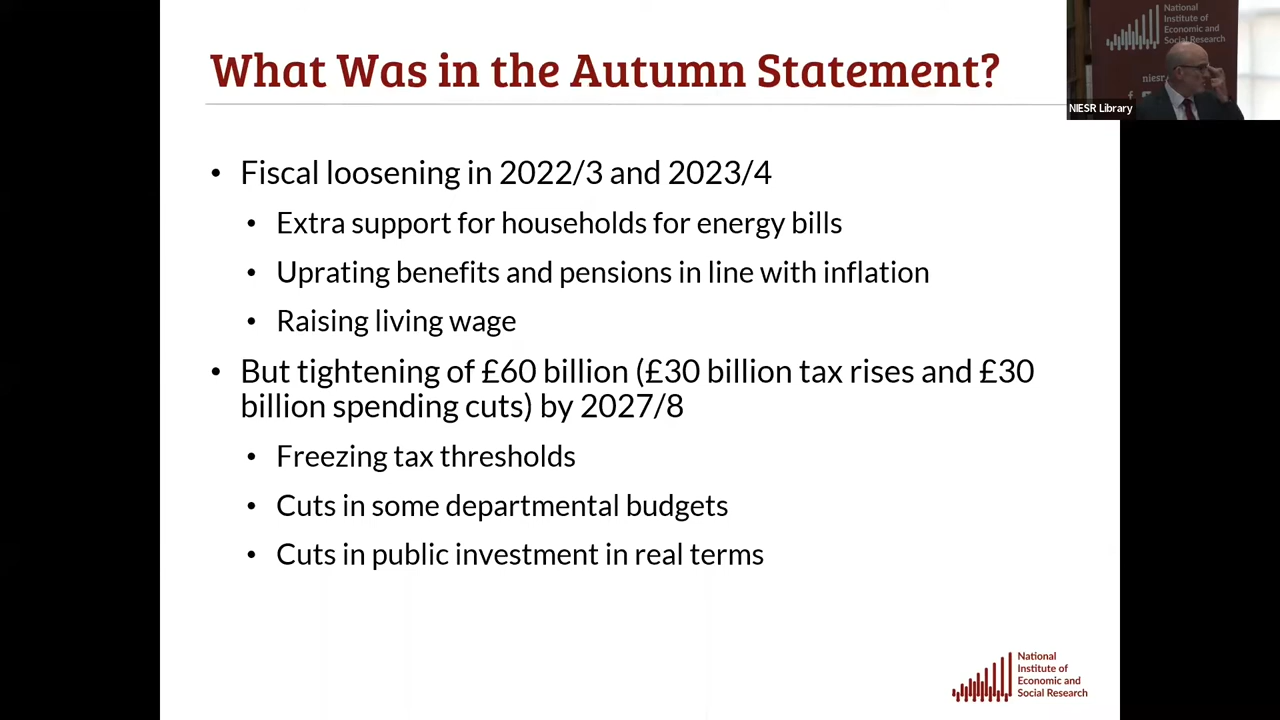 What Was in the Autumn Statement?
• Fiscal loosening in 2022/3 and 2023/4
• Extra support for households for energy bills
• Uprating benefits and pensions in line with inflation
• Raising living wage
• But tightening of £60 billion (£30 billion tax rises and £30
billion spending cuts) by 2027/8
• Freezing tax thresholds
• Cuts in some departmental budgets
• Cuts in public investment in real terms
National
Institute of
Economic and
Social Research
niesr
NIESR Library
National
Institute of
Economic and
Social Research